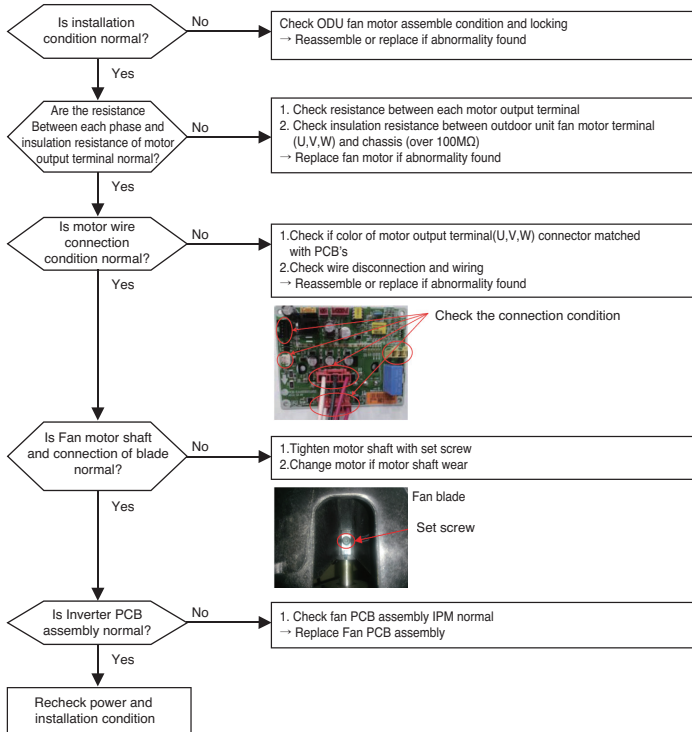 Is installation
condition normal?
No
Check ODU fan motor assemble condition and locking
→ Reassemble or replace if abnormality found
Yes
Are the resistance
Between each phase and
insulation resistance of motor
output terminal normal?
No
1. Check resistance between each motor output terminal
2. Check insulation resistance between outdoor unit fan motor terminal
(U,V,W) and chassis (over 100MΩ)
→ Replace fan motor if abnormality found
Yes
Is motor wire
connection
condition normal?
No
1.Check if color of motor output terminal(U,V,W) connector matched
with PCB's
2.Check wire disconnection and wiring
→ Reassemble or replace if abnormality found
Yes
Check the connection condition
Is Fan motor shaft
and connection of blade
normal?
No
1.Tighten motor shaft with set screw
2.Change motor if motor shaft wear
Yes
Fan blade
Set screw
Is Inverter PCB
assembly normal?
No
1. Check fan PCB assembly IPM normal
→ Replace Fan PCB assembly
Yes
Recheck power and
installation condition